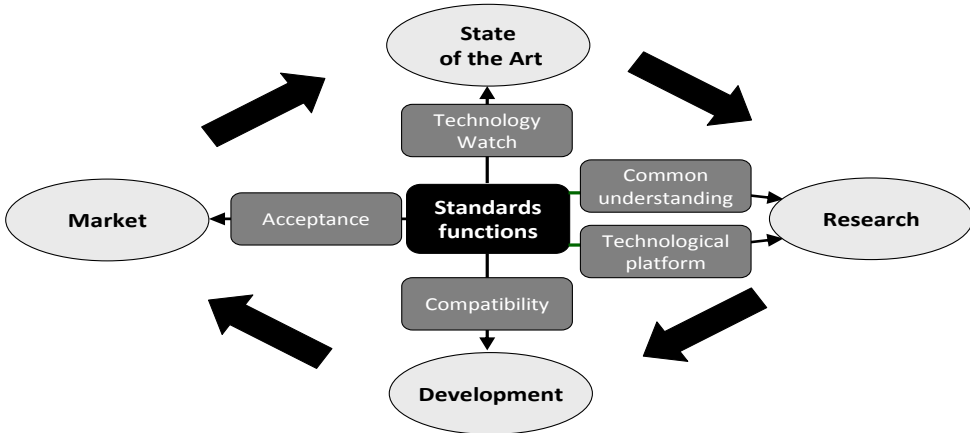 State
of the Art
Technology
Watch
Common
understanding
Market
Acceptance
Standards
functions
Research
Technological
platform
Compatibility
Development